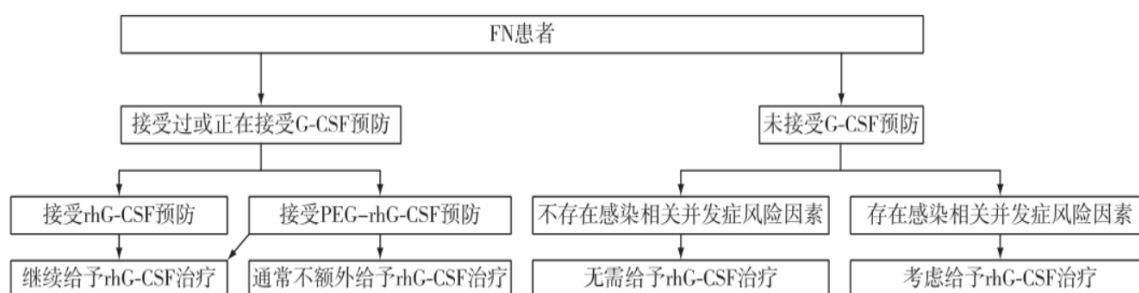 FN患者
接受过或正在接受G-CSF预防
未接受G-CSF预防
接受rhG-CSF预防
接受PEG-rhG-CSF预防
不存在感染相关并发症风险因素
存在感染相关并发症风险因素
继续给予rhG-CSF治疗
通常不额外给予rhG-CSF治疗
无需给予rhG-CSF治疗
考虑给予rhG-CSF治疗